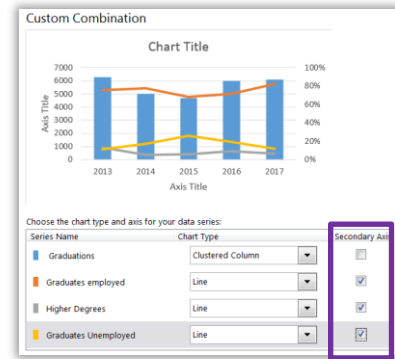 Custom Combination
Chart Title
7000
6000
5000
4000
3000
2000
1000
0
Axis Title
100%
80%
60%
40%
20%
0%
2013 2014 2015 2016 2017
Axis Title
Choose the chart type and axis for your data series:
Series Name Chart Type Secondary Axis
Graduations Clustered Column
Graduates employed Line
Higher Degrees Line
Graduates Unemployed Line